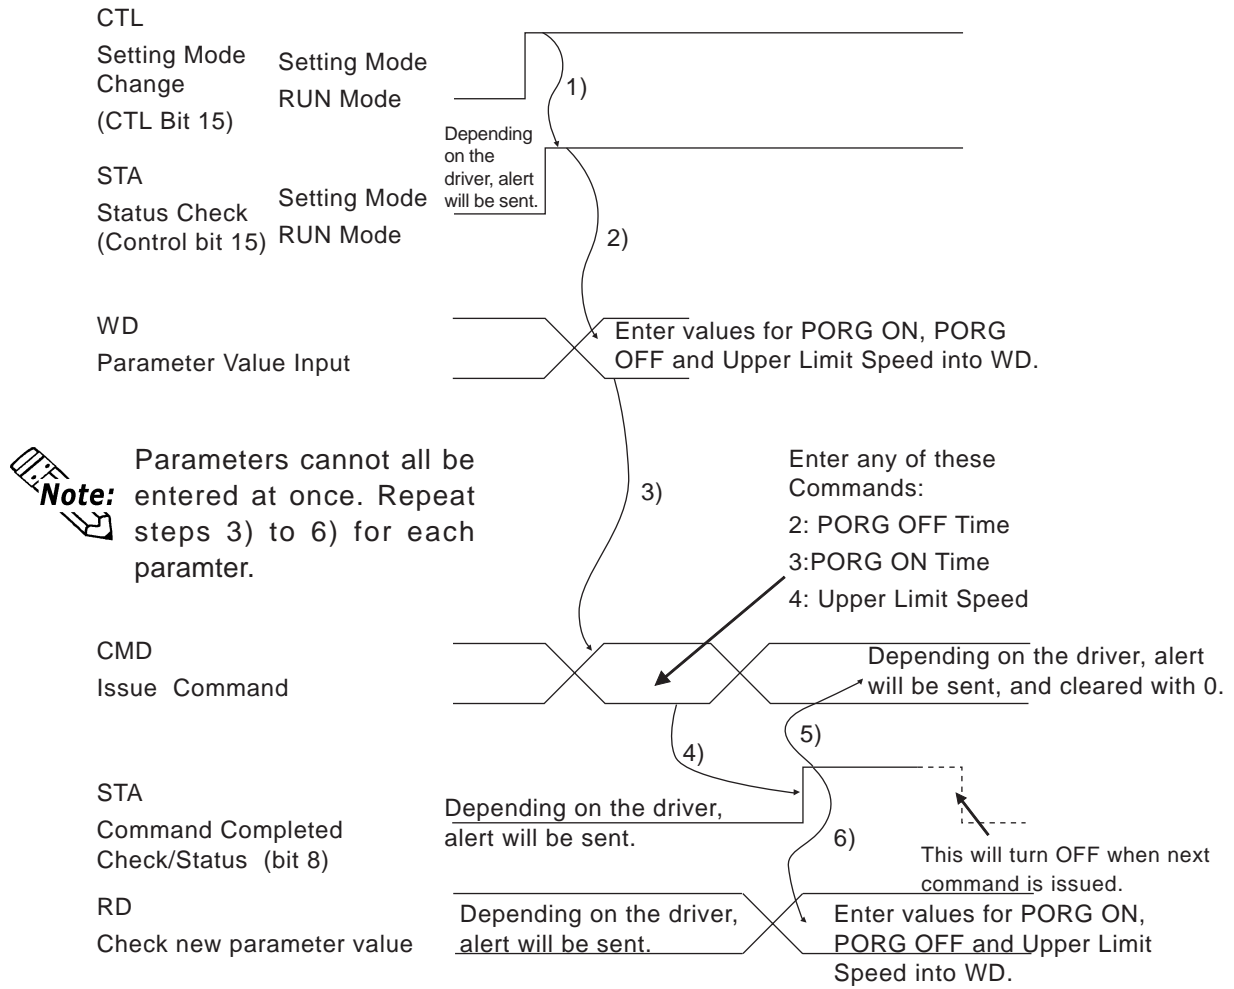 CTL
Setting Mode
Change
(CTL Bit 15)
Setting Mode
RUN Mode
1)
Depending
on the
driver, alert
will be sent.
STA
Status Check
(Control bit 15)
Setting Mode
RUN Mode
2)
WD
Parameter Value Input
Enter values for PORG ON, PORG
OFF and Upper Limit Speed into WD.
Note:
Parameters cannot all be
entered at once. Repeat
steps 3) to 6) for each
paramter.
3)
Enter any of these
Commands:
2: PORG OFF Time
3:PORG ON Time
4: Upper Limit Speed
CMD
Issue Command
Depending on the driver, alert
will be sent, and cleared with 0.
4)
5)
STA
Command Completed
Check/Status (bit 8)
Depending on the driver,
alert will be sent.
6)
This will turn OFF when next
command is issued.
RD
Check new parameter value
Depending on the driver,
alert will be sent.
Enter values for PORG ON,
PORG OFF and Upper Limit
Speed into WD.